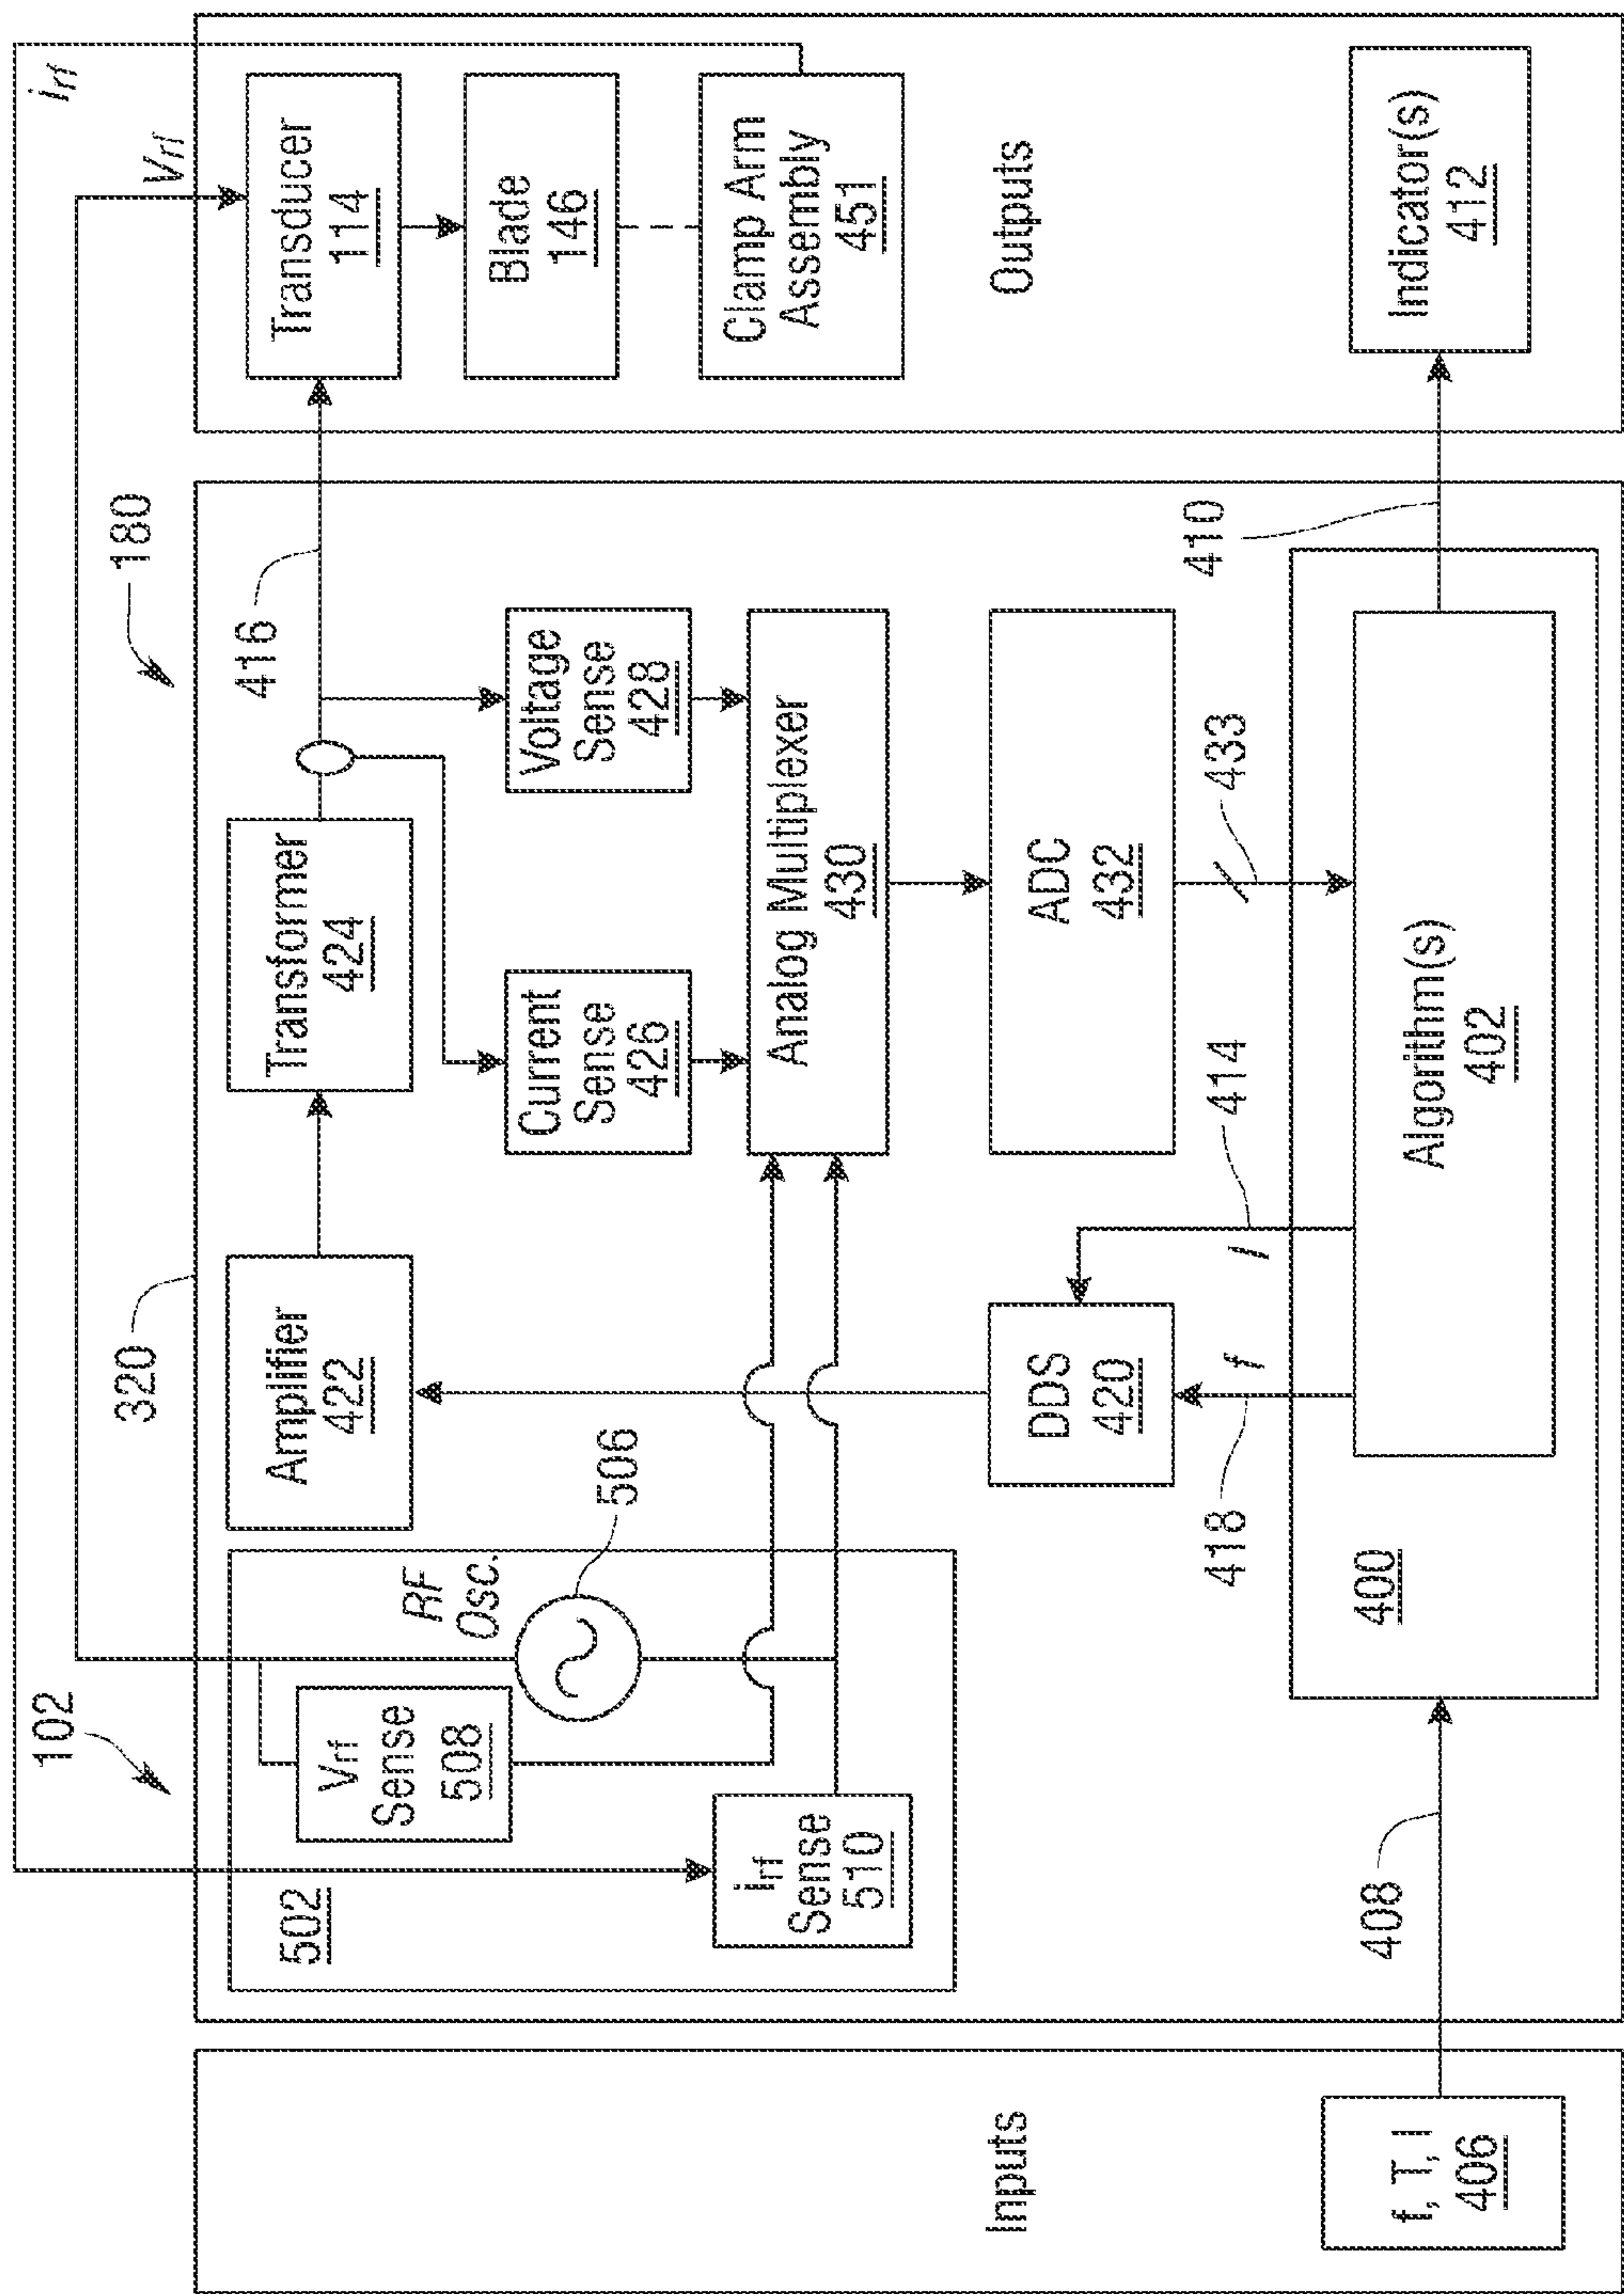 102
320
180
i_rf
V_rf
502
V_rf
Sense
508
i_rf
Sense
510
RF
Osc.
506
Amplifier
422
Transformer
424
416
Transducer
114
Blade
146
Clamp Arm
Assembly
451
Current
Sense
426
Voltage
Sense
428
Analog Multiplexer
430
ADC
432
433
DDS
420
414
I
418
f
Inputs
Outputs
f, T, I
406
408
400
Algorithm(s)
402
410
Indicator(s)
412